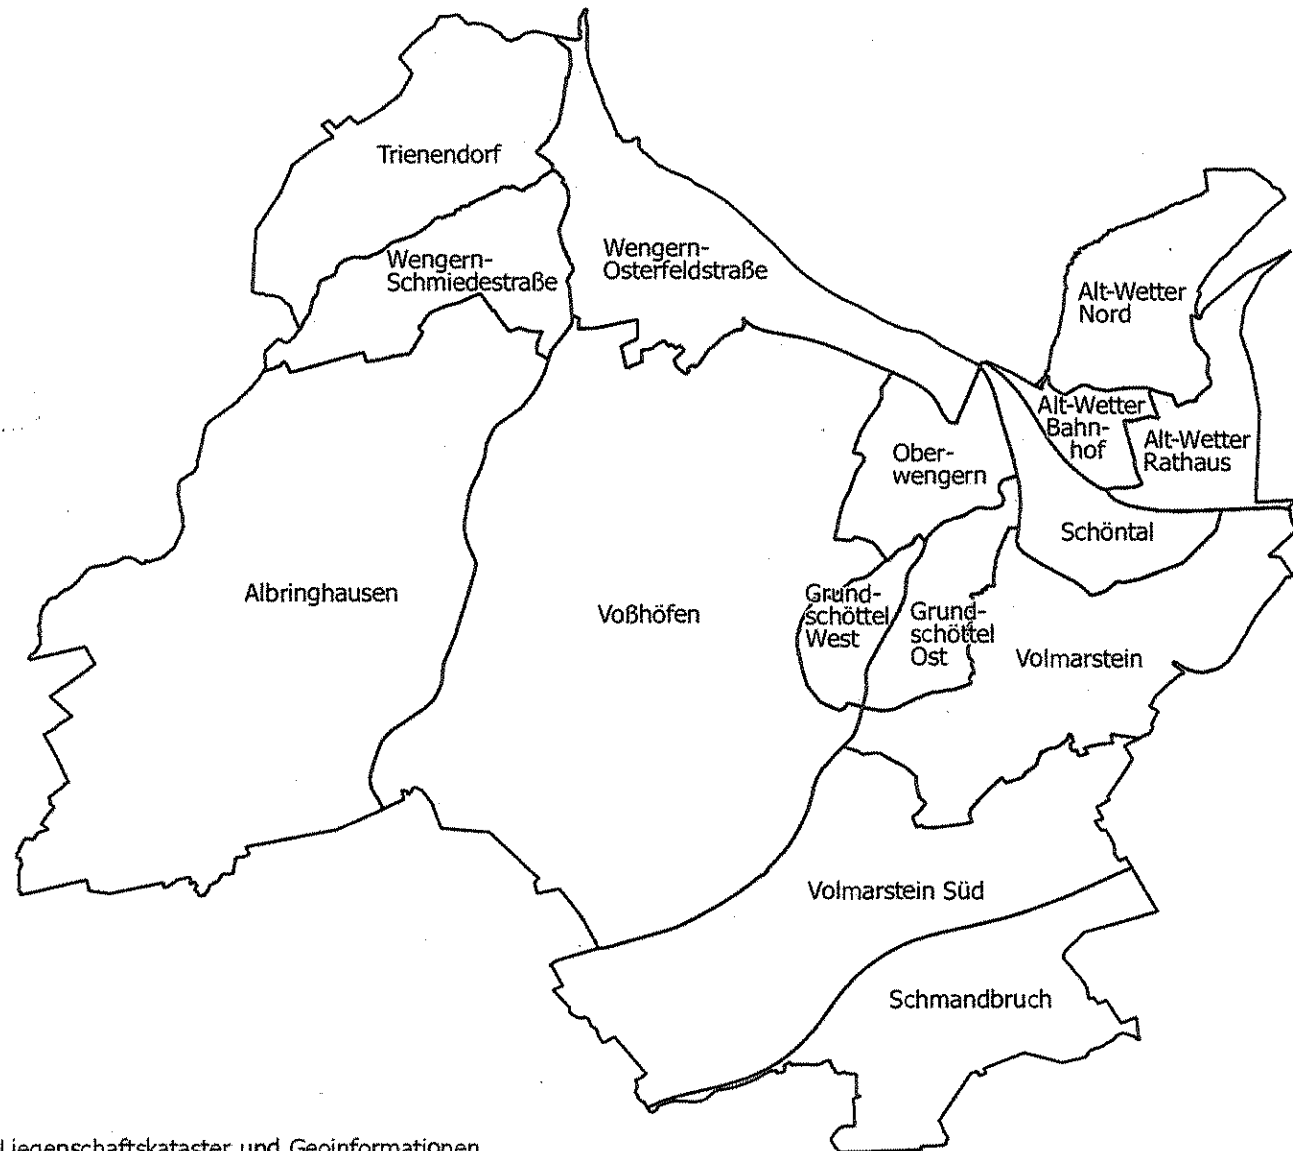 Trienendorf
Wengern-
Schmiedestraße
Wengern-
Osterfeldstraße
Alt-Wetter
Nord
Alt-Wetter
Bahn-
hof
Alt-Wetter
Rathaus
Ober-
wengern
Schöntal
Albringhausen
Voßhöfen
Grund-
schöttel
West
Grund-
schöttel
Ost
Volmarstein
Volmarstein Süd
Schmandbruch
Liegenschaftskataster und Geoinformationen